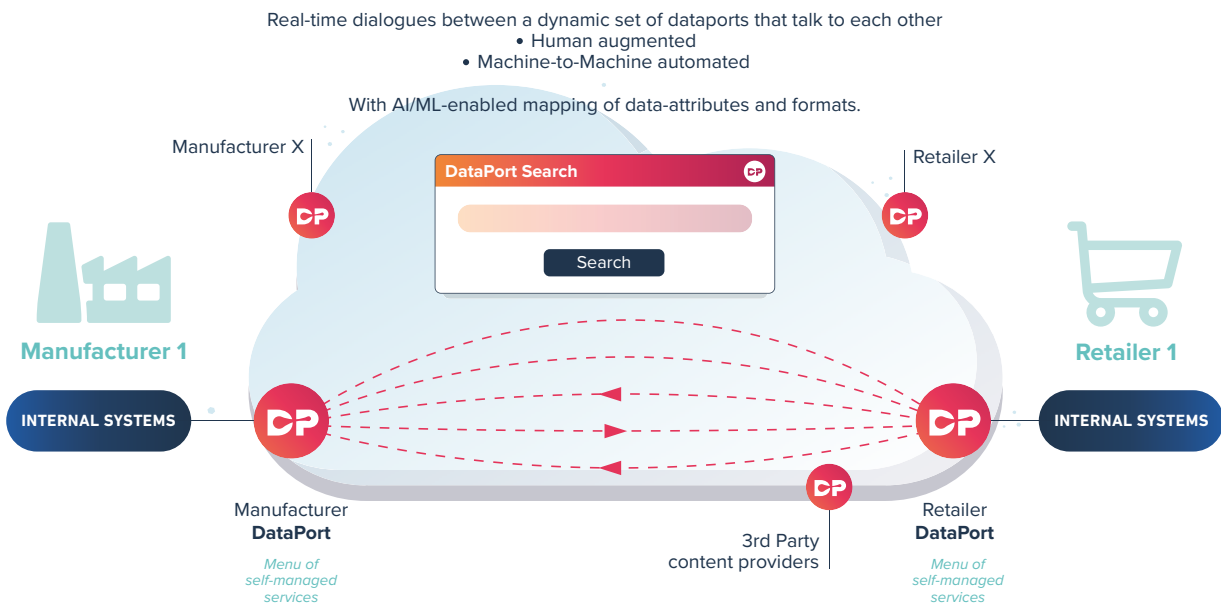 Real-time dialogues between a dynamic set of dataports that talk to each other
• Human augmented
• Machine-to-Machine automated
With AI/ML-enabled mapping of data-attributes and formats.
Manufacturer X
Retailer X
DataPort Search
DP
Search
DP
DP
Manufacturer 1
Retailer 1
INTERNAL SYSTEMS
DP
DP
INTERNAL SYSTEMS
DP
Manufacturer
DataPort
Menu of
self-managed
services
3rd Party
content providers
Retailer
DataPort
Menu of
self-managed
services